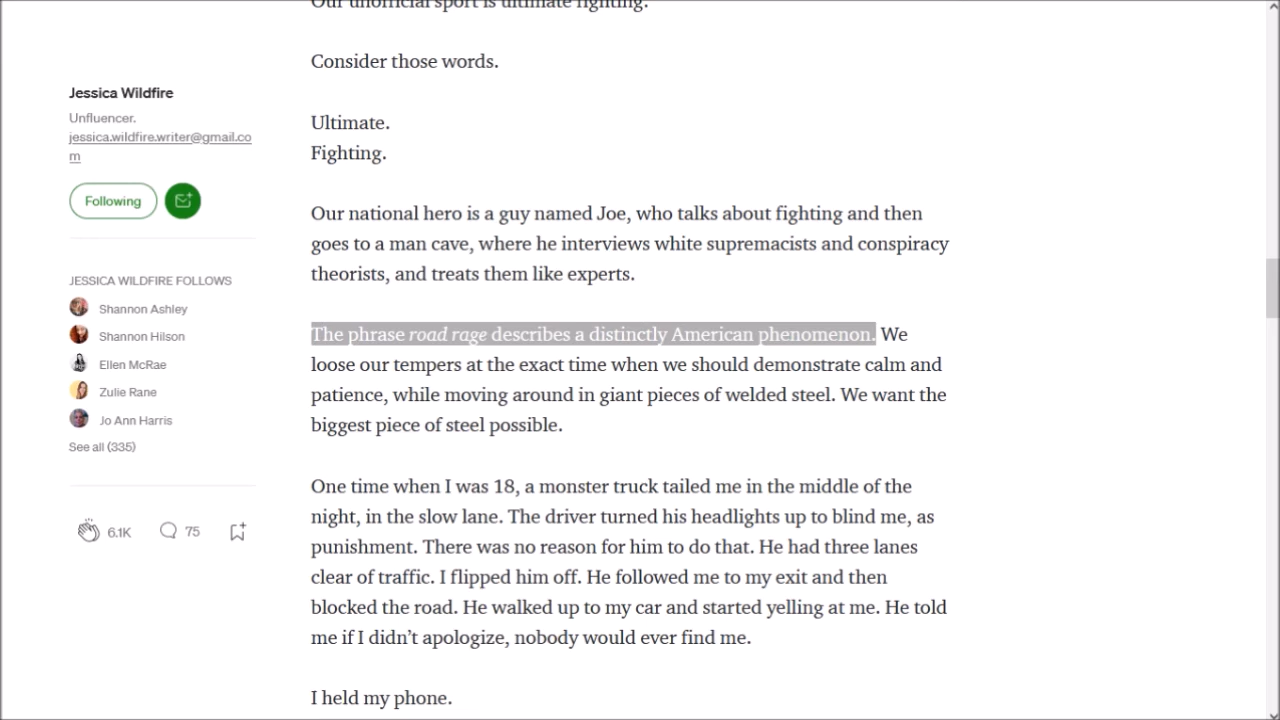 Our unofficial sport is ultimate fighting.
Consider those words.
Ultimate.
Fighting.
Our national hero is a guy named Joe, who talks about fighting and then
goes to a man cave, where he interviews white supremacists and conspiracy
theorists, and treats them like experts.
The phrase road rage describes a distinctly American phenomenon. We
loose our tempers at the exact time when we should demonstrate calm and
patience, while moving around in giant pieces of welded steel. We want the
biggest piece of steel possible.
One time when I was 18, a monster truck tailed me in the middle of the
night, in the slow lane. The driver turned his headlights up to blind me, as
punishment. There was no reason for him to do that. He had three lanes
clear of traffic. I flipped him off. He followed me to my exit and then
blocked the road. He walked up to my car and started yelling at me. He told
me if I didn’t apologize, nobody would ever find me.
I held my phone.
Jessica Wildfire
Unfluencer.
jessica.wildfire.writer@gmail.co
m
Following
JESSICA WILDFIRE FOLLOWS
Shannon Ashley
Shannon Hilson
Ellen McRae
Zulie Rane
Jo Ann Harris
See all (335)
6.1K 75